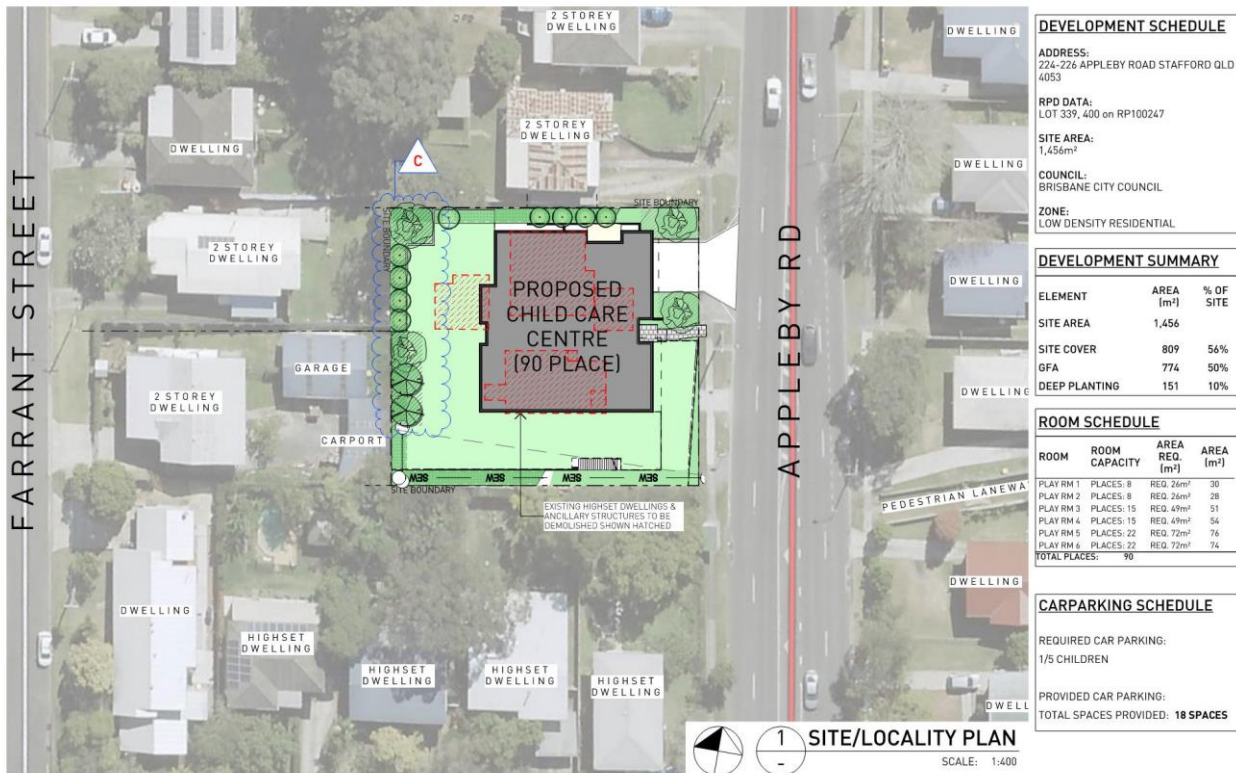 FARRANT STREET
APPLEBY RD
DWELLING
2 STOREY
DWELLING
2 STOREY
DWELLING
DWELLING
DWELLING
C
SITE BOUNDARY
SITE BOUNDARY
2 STOREY
DWELLING
DWELLING
PROPOSED
CHILD CARE
CENTRE
(90 PLACE)
GARAGE
2 STOREY
DWELLING
CARPORT
DWELLING
SEW
SEW
SEW
SEW
SITE BOUNDARY
EXISTING HIGHSET DWELLINGS &
ANCILLARY STRUCTURES TO BE
DEMOLISHED SHOWN HATCHED
PEDESTRIAN LANEWA
DWELLING
DWELLING
HIGHSET
DWELLING
HIGHSET
DWELLING
HIGHSET
DWELLING
HIGHSET
DWELLING
DWELL
1
-
SITE/LOCALITY PLAN
SCALE: 1:400
DEVELOPMENT SCHEDULE
ADDRESS:
224-226 APPLEBY ROAD STAFFORD QLD
4053
RPD DATA:
LOT 339, 400 on RP100247
SITE AREA:
1,456m²
COUNCIL:
BRISBANE CITY COUNCIL
ZONE:
LOW DENSITY RESIDENTIAL
DEVELOPMENT SUMMARY
ELEMENT AREA (m²) % OF SITE
SITE AREA 1,456
SITE COVER 809 56%
GFA 774 50%
DEEP PLANTING 151 10%
ROOM SCHEDULE
ROOM ROOM CAPACITY AREA REQ. (m²) AREA (m²)
PLAY RM 1 PLACES: 8 REQ. 26m² 30
PLAY RM 2 PLACES: 8 REQ. 26m² 28
PLAY RM 3 PLACES: 15 REQ. 49m² 51
PLAY RM 4 PLACES: 15 REQ. 49m² 54
PLAY RM 5 PLACES: 22 REQ. 72m² 76
PLAY RM 6 PLACES: 22 REQ. 72m² 74
TOTAL PLACES: 90
CARPARKING SCHEDULE
REQUIRED CAR PARKING:
1/5 CHILDREN
PROVIDED CAR PARKING:
TOTAL SPACES PROVIDED: 18 SPACES